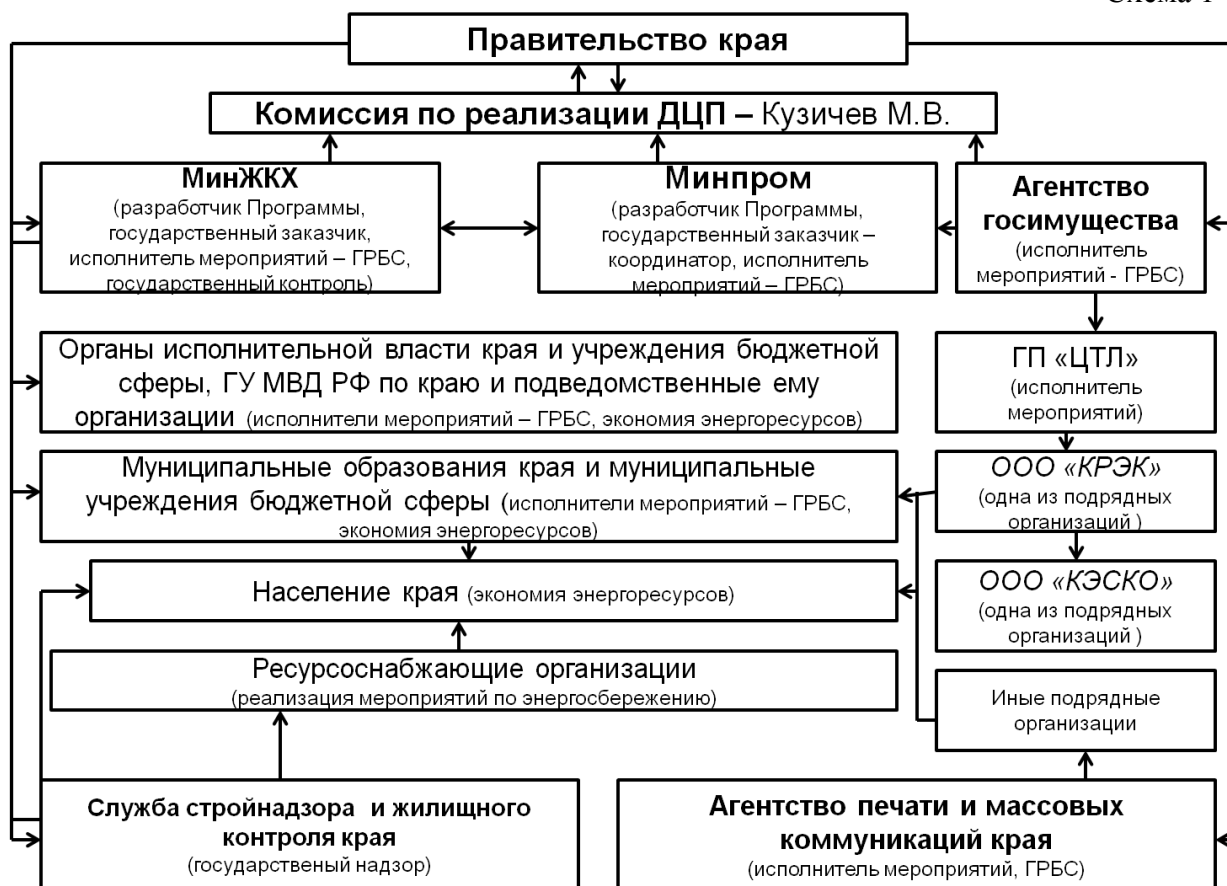 Правительство края
Комиссия по реализации ДЦП – Кузичев М.В.
МинЖКХ
(разработчик Программы,
государственный заказчик,
исполнитель мероприятий – ГРБС,
государственный контроль)
Минпром
(разработчик Программы,
государственный заказчик –
координатор, исполнитель
мероприятий – ГРБС)
Агентство
госимущества
(исполнитель
мероприятий - ГРБС)
Органы исполнительной власти края и учреждения бюджетной
сферы, ГУ МВД РФ по краю и подведомственные ему
организации (исполнители мероприятий – ГРБС, экономия энергоресурсов)
ГП «ЦТЛ»
(исполнитель
мероприятий)
Муниципальные образования края и муниципальные
учреждения бюджетной сферы (исполнители мероприятий – ГРБС,
экономия энергоресурсов)
ООО «КРЭК»
(одна из подрядных
организаций )
Население края (экономия энергоресурсов)
ООО «КЭСКО»
(одна из подрядных
организаций )
Ресурсоснабжающие организации
(реализация мероприятий по энергосбережению)
Иные подрядные
организации
Служба стройнадзора и жилищного
контроля края
(государственый надзор)
Агентство печати и массовых
коммуникаций края
(исполнитель мероприятий, ГРБС)